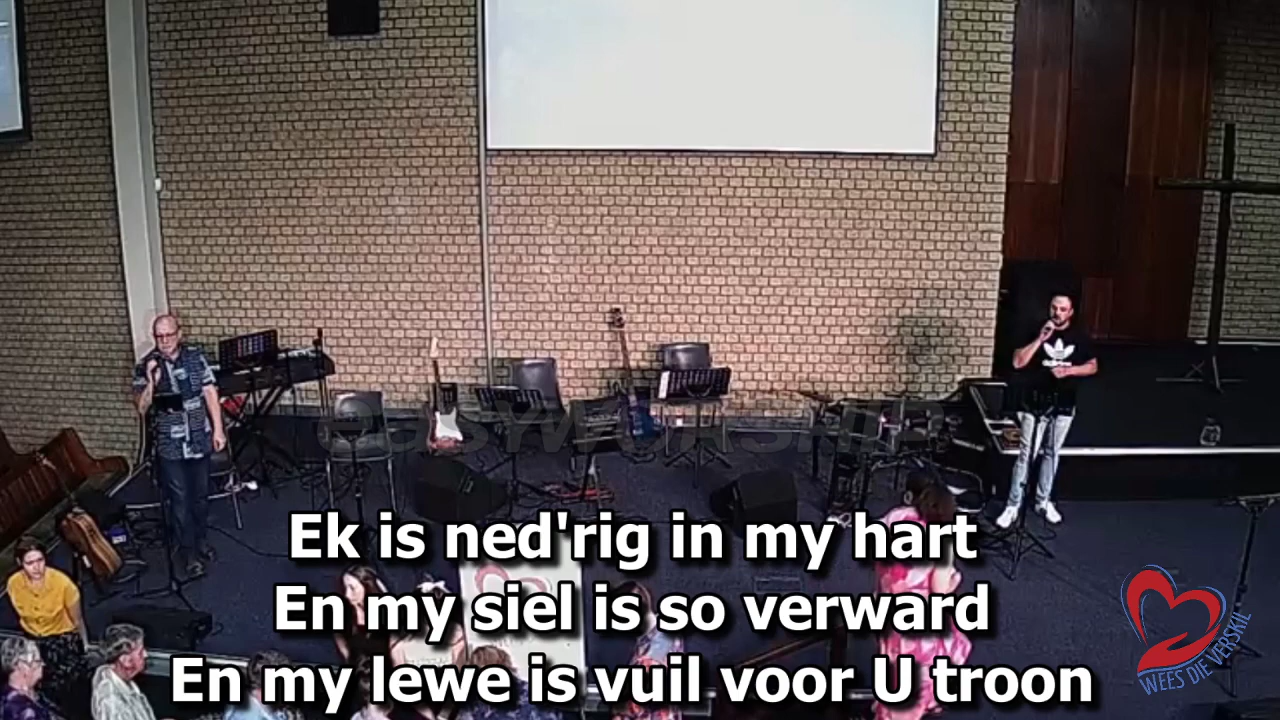 easyWORSHIP
Ek is ned'rig in my hart
En my siel is so verward
En my lewe is vuil voor U troon
WEES DIE VERSKIL